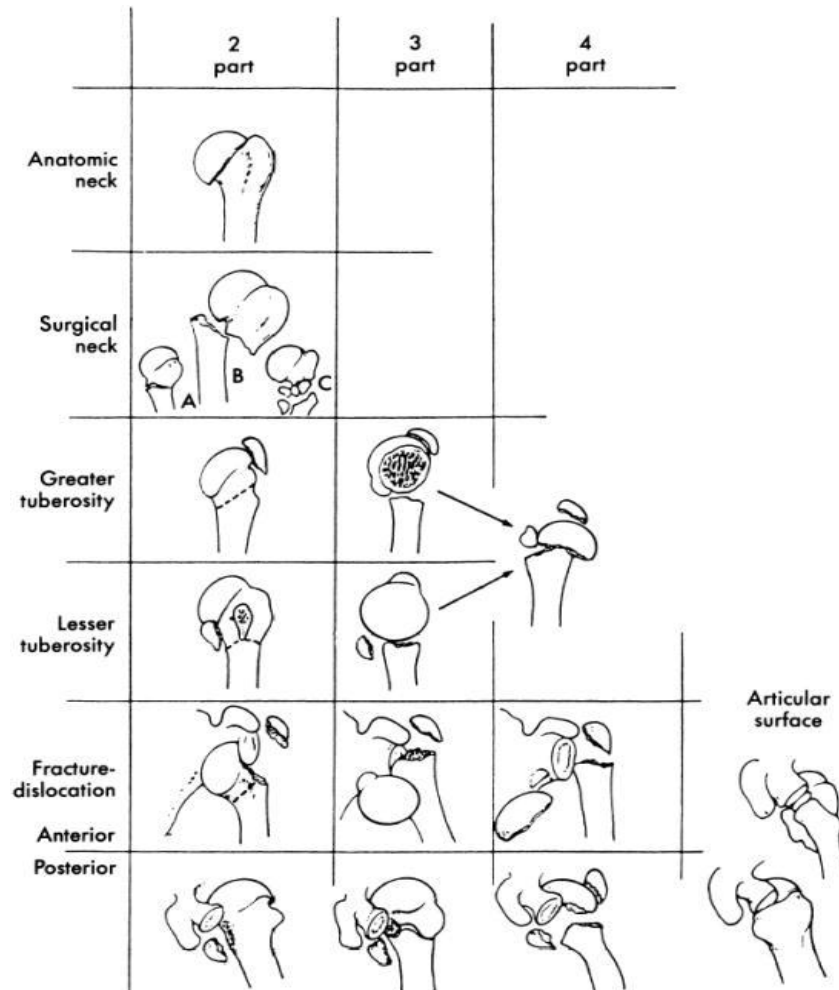 2
part
3
part
4
part
Anatomic
neck
Surgical
neck
A
B
C
Greater
tuberosity
Lesser
tuberosity
Articular
surface
Fracture-
dislocation
Anterior
Posterior